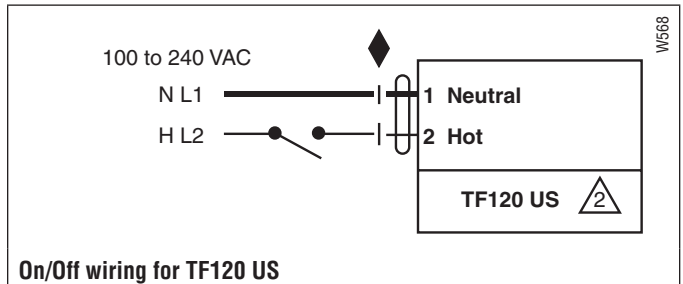 W568
100 to 240 VAC
N L1
1 Neutral
H L2
2 Hot
TF120 US 2
On/Off wiring for TF120 US